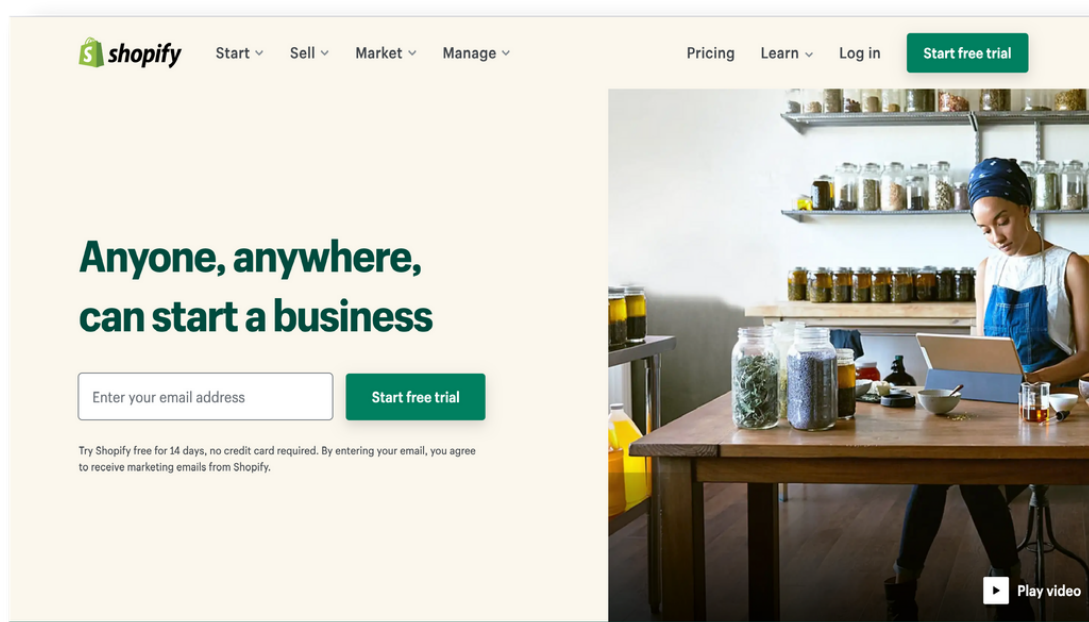 shopify
Start
Sell
Market
Manage
Pricing
Learn
Log in
Start free trial
Anyone, anywhere,
can start a business
Enter your email address
Start free trial
Try Shopify free for 14 days, no credit card required. By entering your email, you agree
to receive marketing emails from Shopify.
Play video